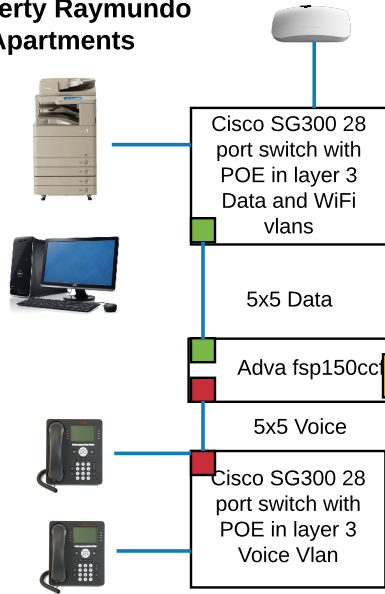 erty Raymundo
Apartments
Cisco SG300 28
port switch with
POE in layer 3
Data and WiFi
vlans
5x5 Data
Adva fsp150ccf
5x5 Voice
Cisco SG300 28
port switch with
POE in layer 3
Voice Vlan